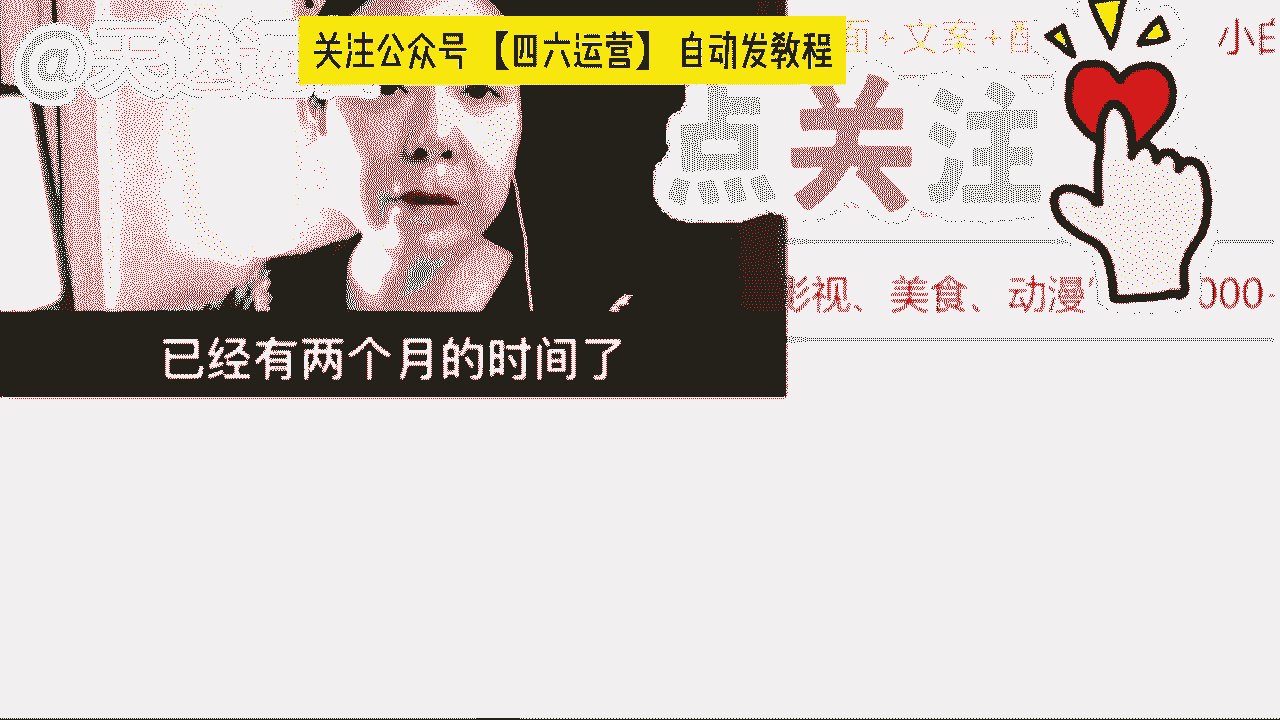 关注公众号 【四六运营】 自动发教程
文案+
小白
点关注
影视、美食、动漫
000
已经有两个月的时间了